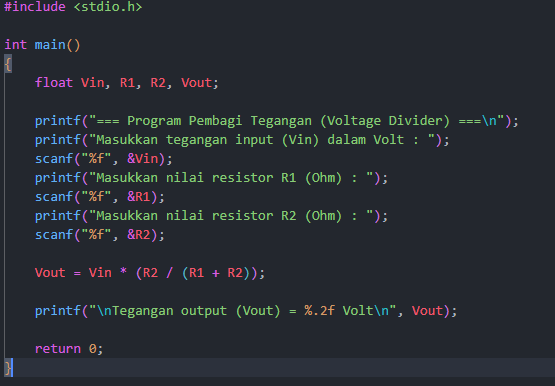 #include <stdio.h>
int main()
{
float Vin, R1, R2, Vout;
printf("=== Program Pembagi Tegangan (Voltage Divider) ===\n");
printf("Masukkan tegangan input (Vin) dalam Volt : ");
scanf("%f", &Vin);
printf("Masukkan nilai resistor R1 (Ohm) : ");
scanf("%f", &R1);
printf("Masukkan nilai resistor R2 (Ohm) : ");
scanf("%f", &R2);
Vout = Vin * (R2 / (R1 + R2));
printf("\nTegangan output (Vout) = %.2f Volt\n", Vout);
return 0;
}